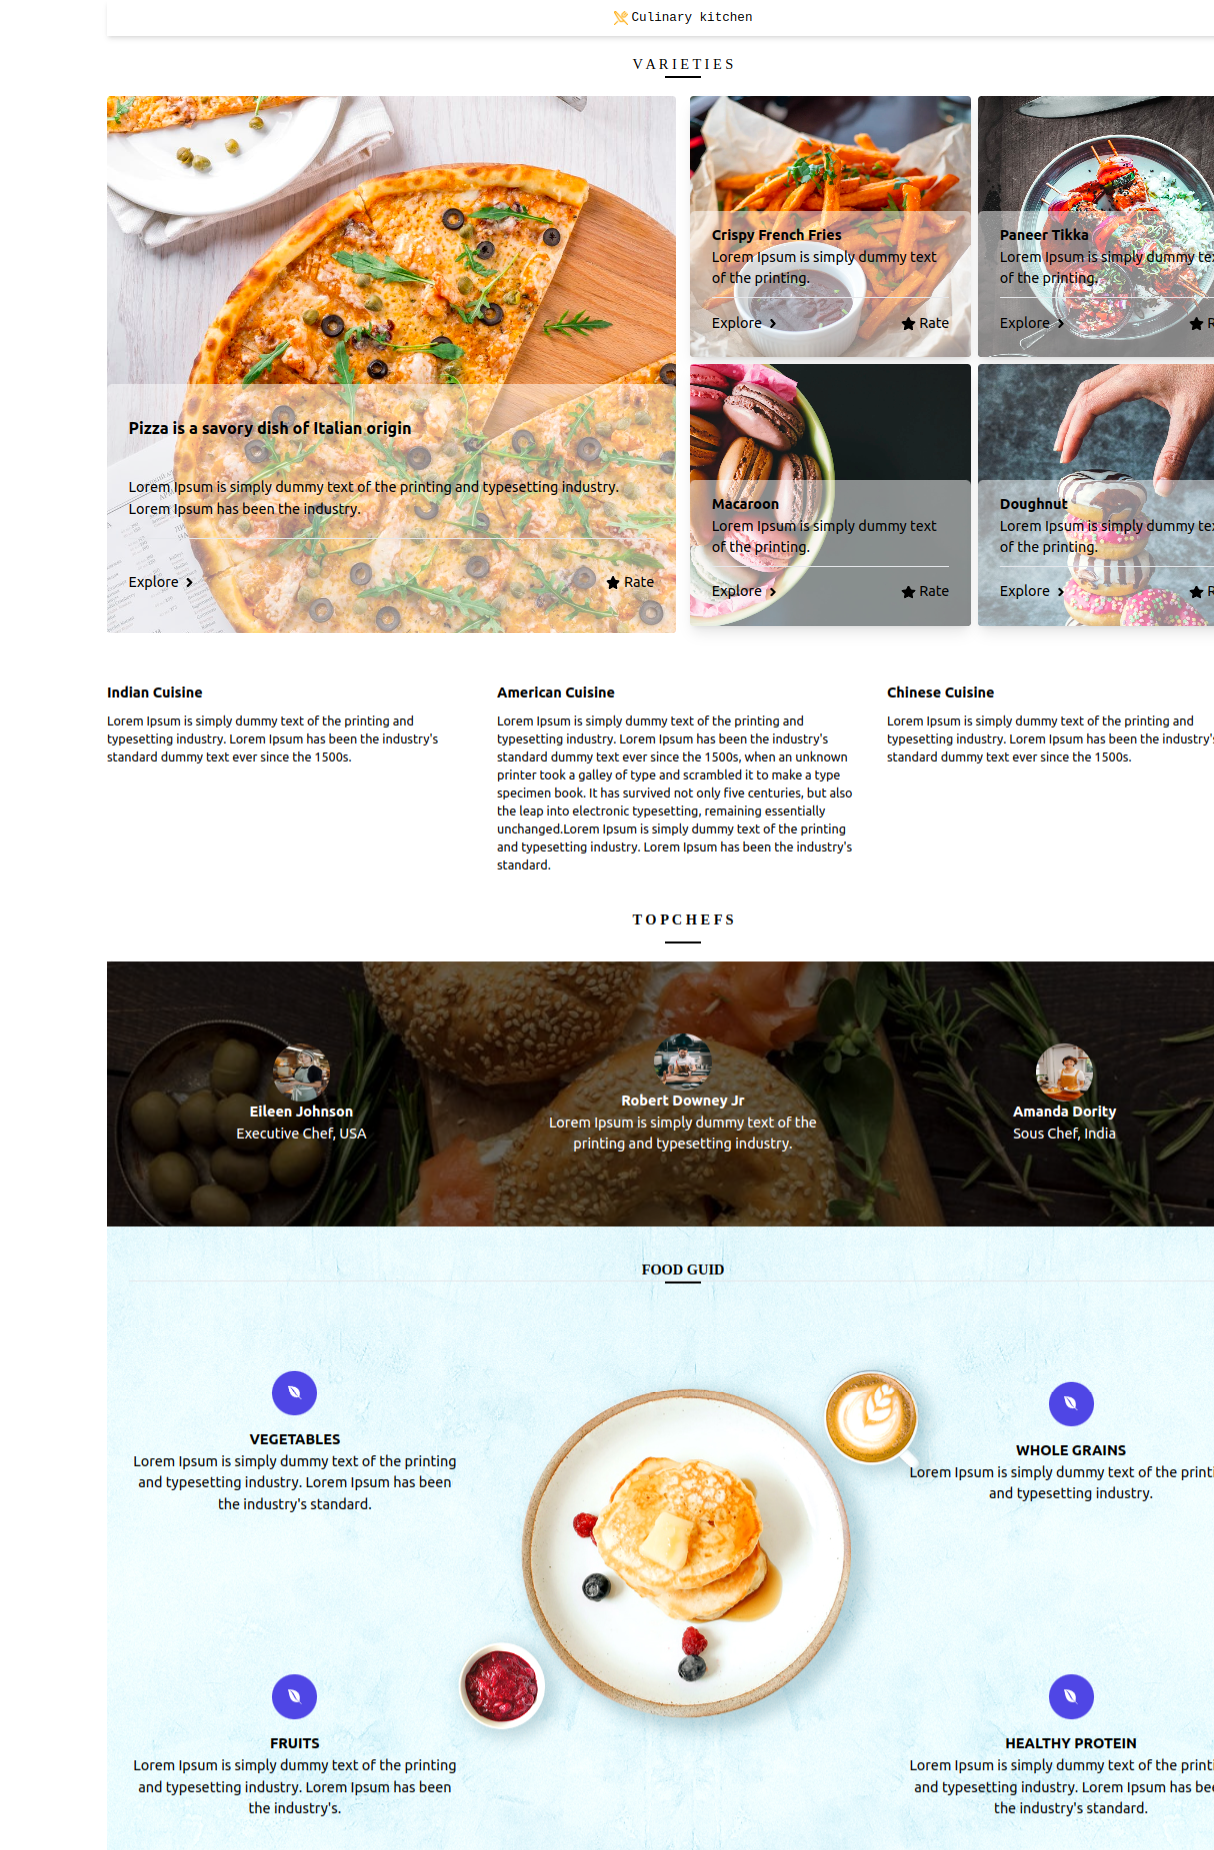 Culinary kitchen
VARIETIES
Pizza is a savory dish of Italian origin
Lorem Ipsum is simply dummy text of the printing and typesetting industry.
Lorem Ipsum has been the industry.
Explore
Rate
Crispy French Fries
Lorem Ipsum is simply dummy text
of the printing.
Explore
Rate
Paneer Tikka
Lorem Ipsum is simply dummy te
of the printing.
Explore
R
Macaroon
Lorem Ipsum is simply dummy text
of the printing.
Explore
Rate
Doughnut
Lorem Ipsum is simply dummy te
of the printing.
Explore
R
Indian Cuisine
Lorem Ipsum is simply dummy text of the printing and
typesetting industry. Lorem Ipsum has been the industry's
standard dummy text ever since the 1500s.
American Cuisine
Lorem Ipsum is simply dummy text of the printing and
typesetting industry. Lorem Ipsum has been the industry's
standard dummy text ever since the 1500s, when an unknown
printer took a galley of type and scrambled it to make a type
specimen book. It has survived not only five centuries, but also
the leap into electronic typesetting, remaining essentially
unchanged.Lorem Ipsum is simply dummy text of the printing
and typesetting industry. Lorem Ipsum has been the industry's
standard.
Chinese Cuisine
Lorem Ipsum is simply dummy text of the printing and
typesetting industry. Lorem Ipsum has been the industry's
standard dummy text ever since the 1500s.
TOPCHEFS
Eileen Johnson
Executive Chef, USA
Robert Downey Jr
Lorem Ipsum is simply dummy text of the
printing and typesetting industry.
Amanda Dority
Sous Chef, India
FOOD GUID
VEGETABLES
Lorem Ipsum is simply dummy text of the printing
and typesetting industry. Lorem Ipsum has been
the industry's standard.
WHOLE GRAINS
Lorem Ipsum is simply dummy text of the printi
and typesetting industry.
FRUITS
Lorem Ipsum is simply dummy text of the printing
and typesetting industry. Lorem Ipsum has been
the industry's.
HEALTHY PROTEIN
Lorem Ipsum is simply dummy text of the printi
and typesetting industry. Lorem Ipsum has bee
the industry's standard.